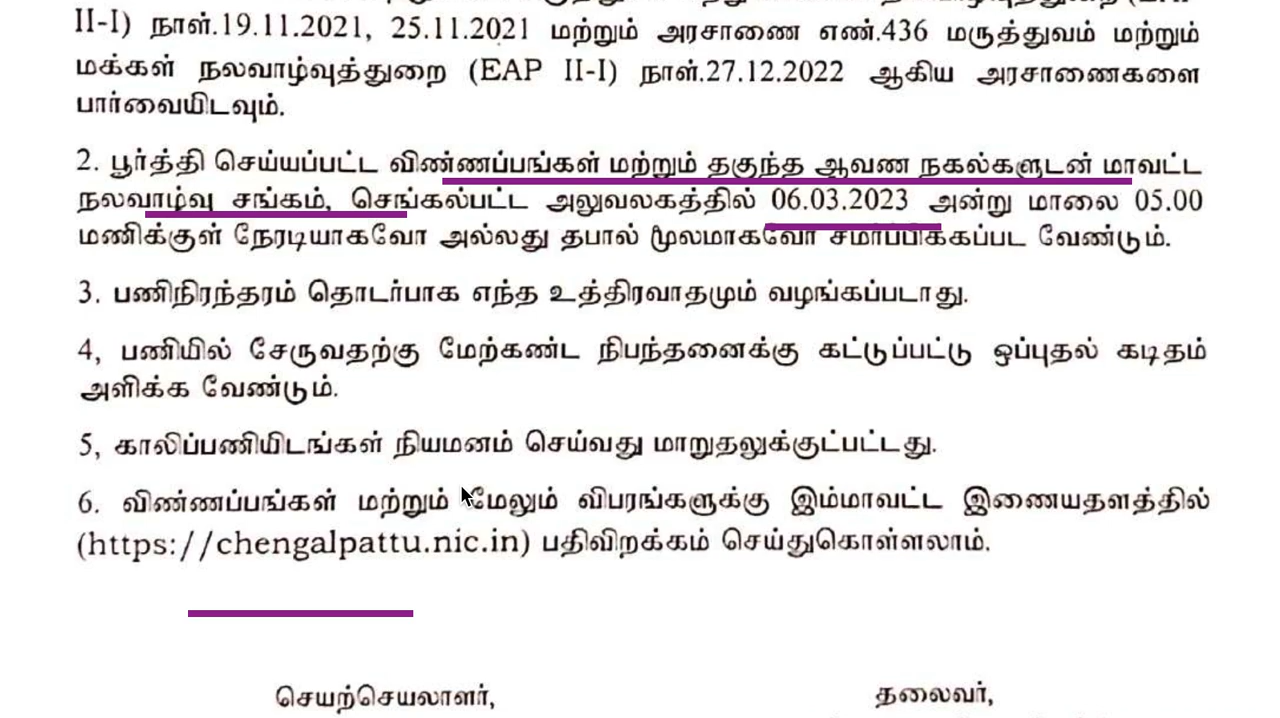 II-I) நாள்.19.11.2021, 25.11.2021 மற்றும் அரசாணை எண்.436 மருத்துவம் மற்றும்
மக்கள் நலவாழ்வுத்துறை (EAP II-I) நாள்.27.12.2022 ஆகிய அரசாணைகளை
பார்வையிடவும்.
2. பூர்த்தி செய்யப்பட்ட விண்ணப்பங்கள் மற்றும் தகுந்த ஆவண நகல்களுடன் மாவட்ட
நலவாழ்வு சங்கம், செங்கல்பட்ட அலுவலகத்தில் 06.03.2023 அன்று மாலை 05.00
மணிக்குள் நேரடியாகவோ அல்லது தபால் மூலமாகவோ சமர்ப்பிக்கப்பட வேண்டும்.
3. பணிநிரந்தரம் தொடர்பாக எந்த உத்திரவாதமும் வழங்கப்படாது.
4, பணியில் சேருவதற்கு மேற்கண்ட நிபந்தனைக்கு கட்டுப்பட்டு ஒப்புதல் கடிதம்
அளிக்க வேண்டும்.
5, காலிப்பணியிடங்கள் நியமனம் செய்வது மாறுதலுக்குட்பட்டது.
6. விண்ணப்பங்கள் மற்றும் மேலும் விபரங்களுக்கு இம்மாவட்ட இணையதளத்தில்
(https://chengalpattu.nic.in) பதிவிறக்கம் செய்துகொள்ளலாம்.
செயற்செயலாளர், தலைவர்,